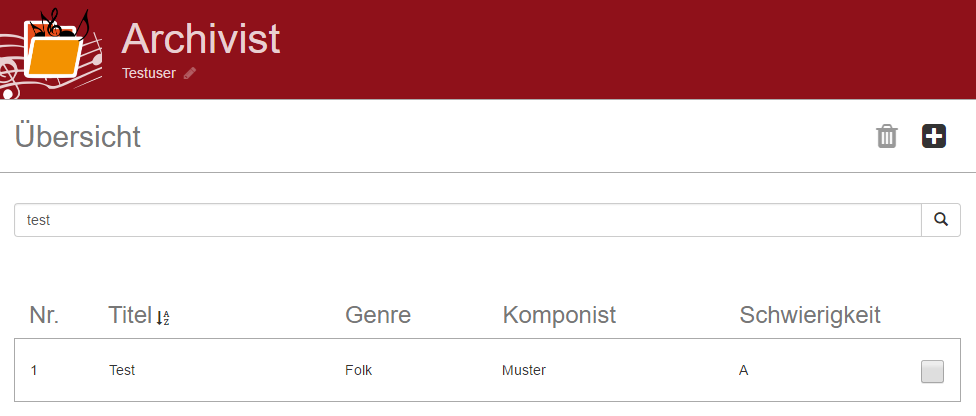 Archivist
Testuser
Übersicht
test
Nr. Titel Genre Komponist Schwierigkeit
1 Test Folk Muster A